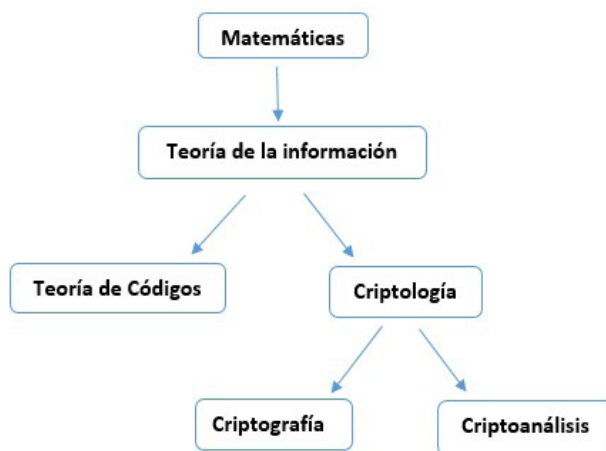 Matemáticas
Teoría de la información
Teoría de Códigos
Criptología
Criptografía
Criptoanálisis